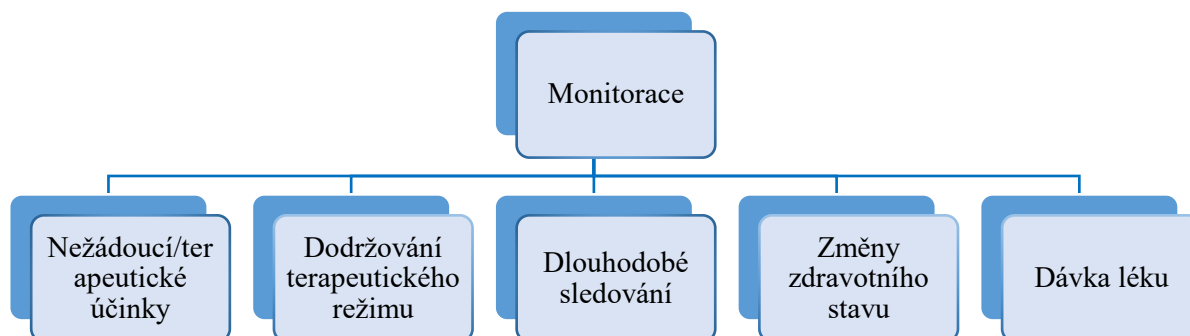 Monitorace
Nežádoucí/ter
apeutické
účinky
Dodržování
terapeutického
režimu
Dlouhodobé
sledování
Změny
zdravotního
stavu
Dávka léku